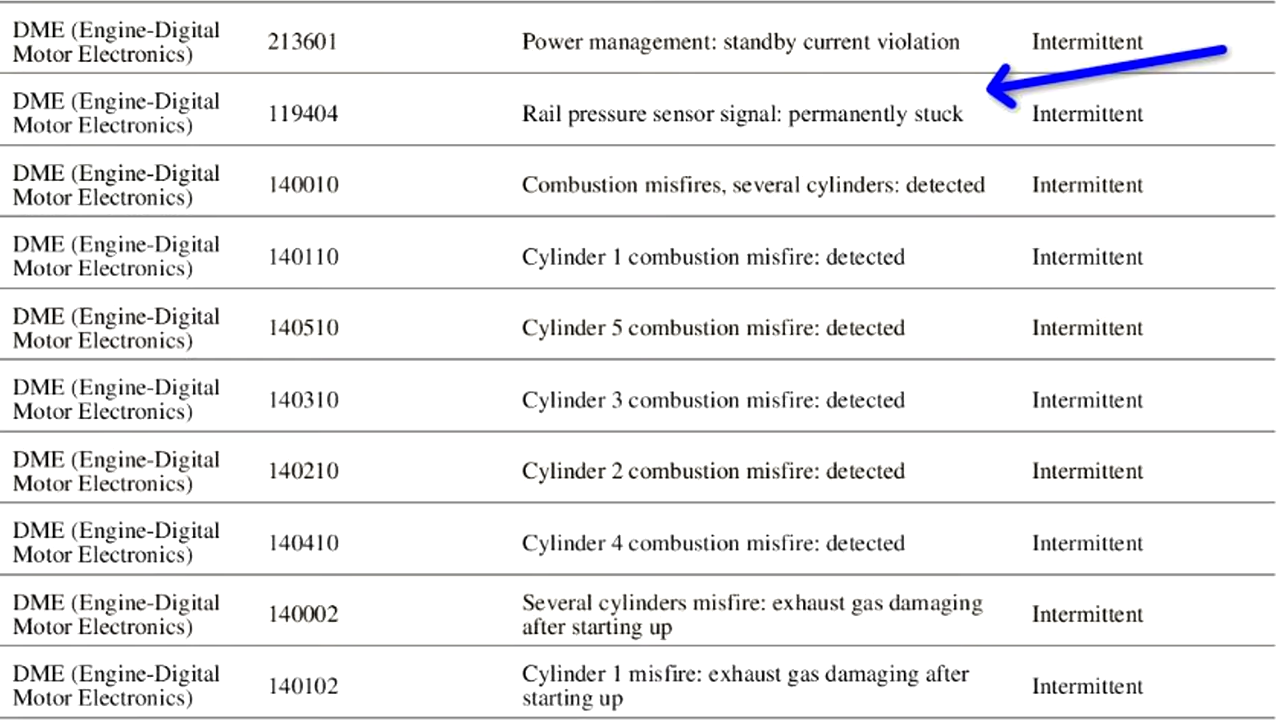 DME (Engine-Digital
Motor Electronics) 213601 Power management: standby current violation Intermittent
DME (Engine-Digital
Motor Electronics) 119404 Rail pressure sensor signal: permanently stuck Intermittent
DME (Engine-Digital
Motor Electronics) 140010 Combustion misfires, several cylinders: detected Intermittent
DME (Engine-Digital
Motor Electronics) 140110 Cylinder 1 combustion misfire: detected Intermittent
DME (Engine-Digital
Motor Electronics) 140510 Cylinder 5 combustion misfire: detected Intermittent
DME (Engine-Digital
Motor Electronics) 140310 Cylinder 3 combustion misfire: detected Intermittent
DME (Engine-Digital
Motor Electronics) 140210 Cylinder 2 combustion misfire: detected Intermittent
DME (Engine-Digital
Motor Electronics) 140410 Cylinder 4 combustion misfire: detected Intermittent
DME (Engine-Digital
Motor Electronics) 140002 Several cylinders misfire: exhaust gas damaging
after starting up Intermittent
DME (Engine-Digital
Motor Electronics) 140102 Cylinder 1 misfire: exhaust gas damaging after
starting up Intermittent